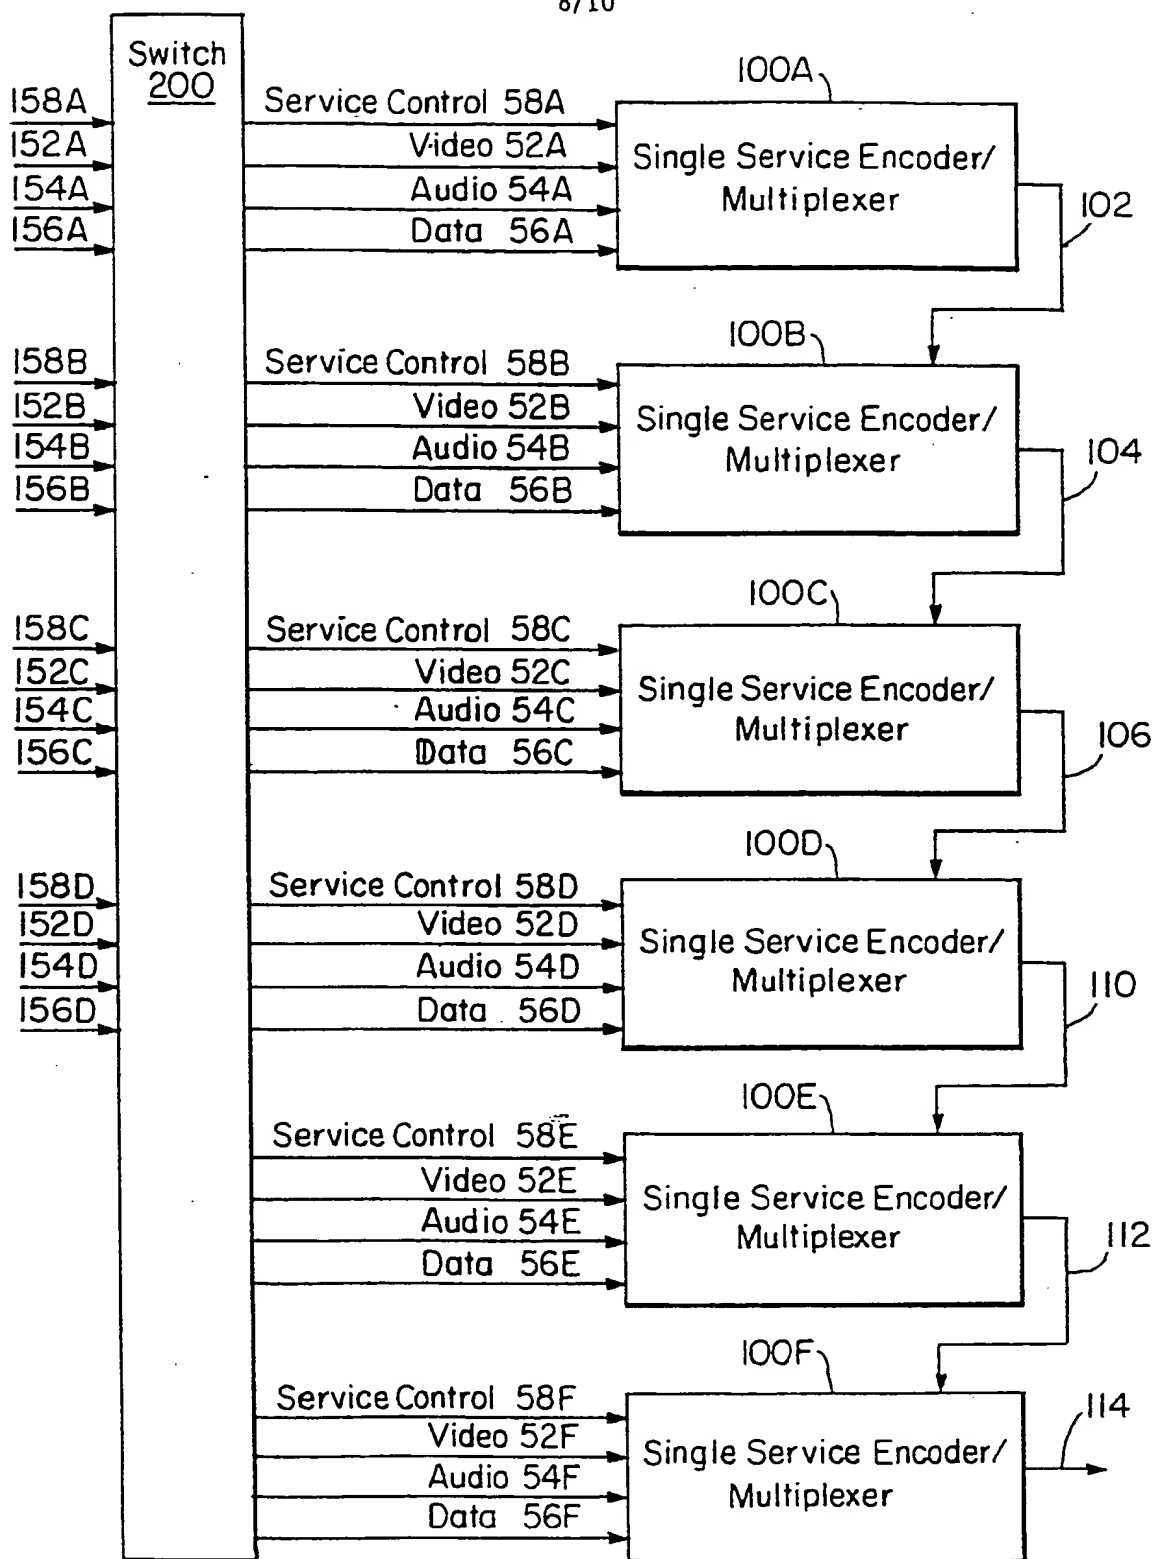 8/10
Switch
200
158A
152A
154A
156A
Service Control 58A
Video 52A
Audio 54A
Data 56A
100A
Single Service Encoder/
Multiplexer
102
158B
152B
154B
156B
Service Control 58B
Video 52B
Audio 54B
Data 56B
100B
Single Service Encoder/
Multiplexer
104
158C
152C
154C
156C
Service Control 58C
Video 52C
Audio 54C
Data 56C
100C
Single Service Encoder/
Multiplexer
106
158D
152D
154D
156D
Service Control 58D
Video 52D
Audio 54D
Data 56D
100D
Single Service Encoder/
Multiplexer
110
Service Control 58E
Video 52E
Audio 54E
Data 56E
100E
Single Service Encoder/
Multiplexer
112
Service Control 58F
Video 52F
Audio 54F
Data 56F
100F
Single Service Encoder/
Multiplexer
114